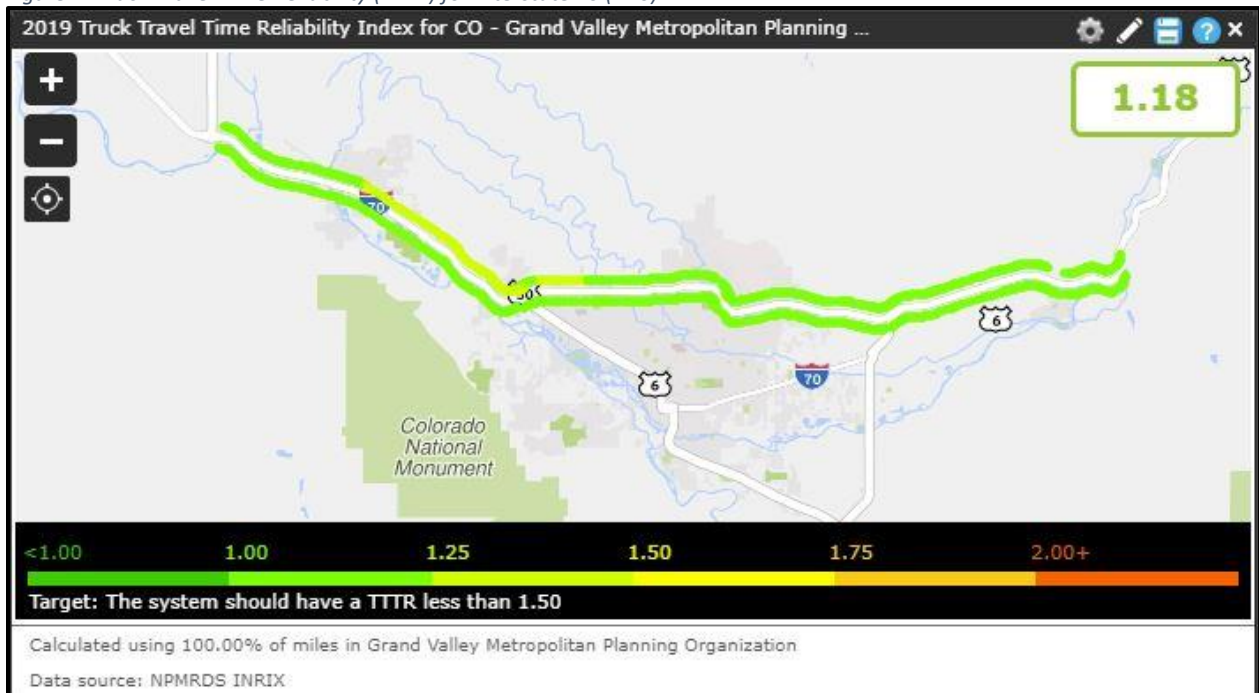 2019 Truck Travel Time Reliability Index for CO - Grand Valley Metropolitan Planning ...
?
+
1.18
−
70
6
6
70
Colorado
National
Monument
<1.00 1.00 1.25 1.50 1.75 2.00+
Target: The system should have a TTTR less than 1.50
Calculated using 100.00% of miles in Grand Valley Metropolitan Planning Organization
Data source: NPMRDS INRIX